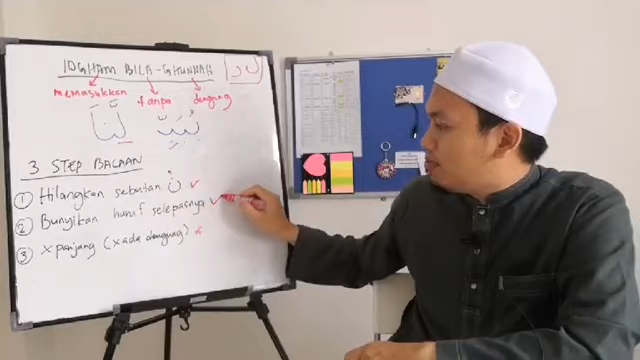 IDGHAM BILA-GHUNNAH ل ر
memasukkan tanpa dengung
3 STEP BACAAN
1 Hilangkan sebutan نْ ✓
2 Bunyikan huruf selepasnya ✓
3 x panjang (x ada dengung)